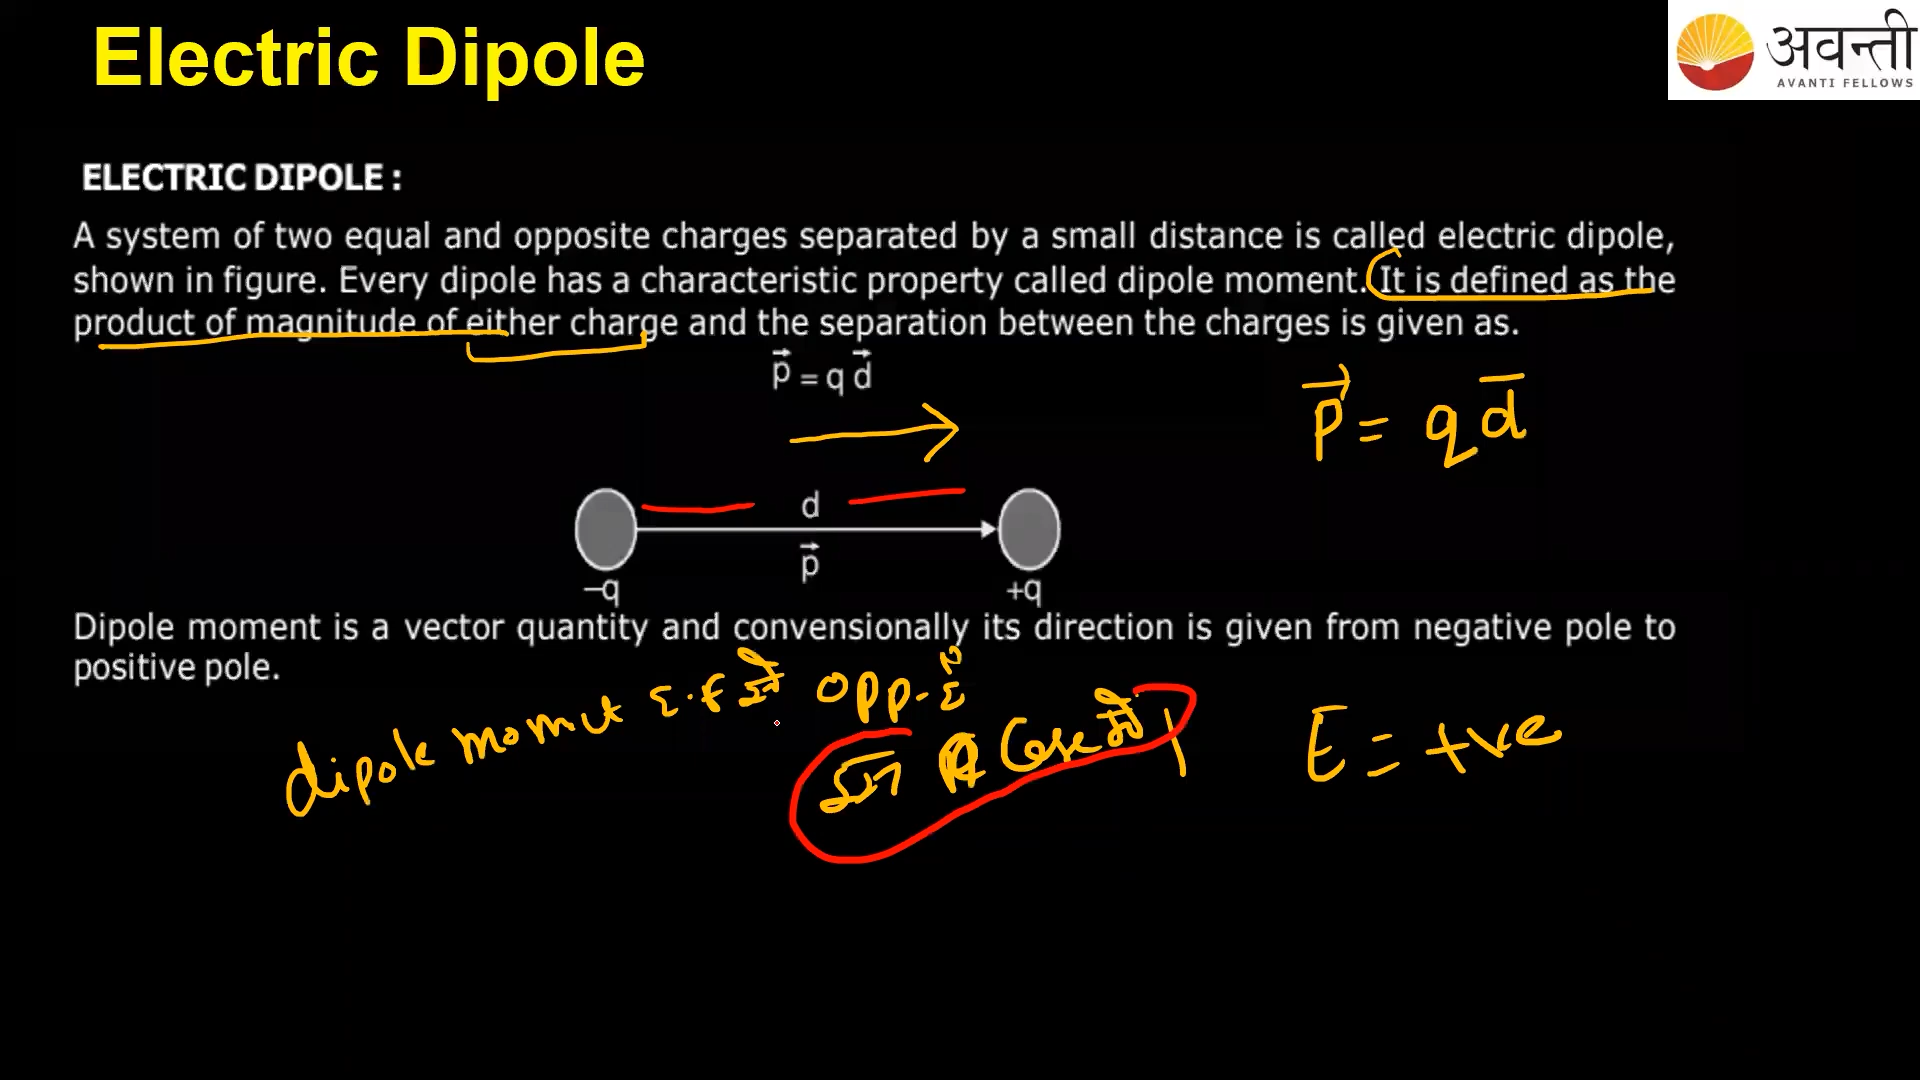 Electric Dipole
अवन्ती
AVANTI FELLOWS
ELECTRIC DIPOLE :
A system of two equal and opposite charges separated by a small distance is called electric dipole,
shown in figure. Every dipole has a characteristic property called dipole moment. It is defined as the
product of magnitude of either charge and the separation between the charges is given as.
p⃗ = q d⃗
P⃗ = q d̅
d
p⃗
–q
+q
Dipole moment is a vector quantity and convensionally its direction is given from negative pole to
positive pole.
dipole E.f से opp.
E = +ve